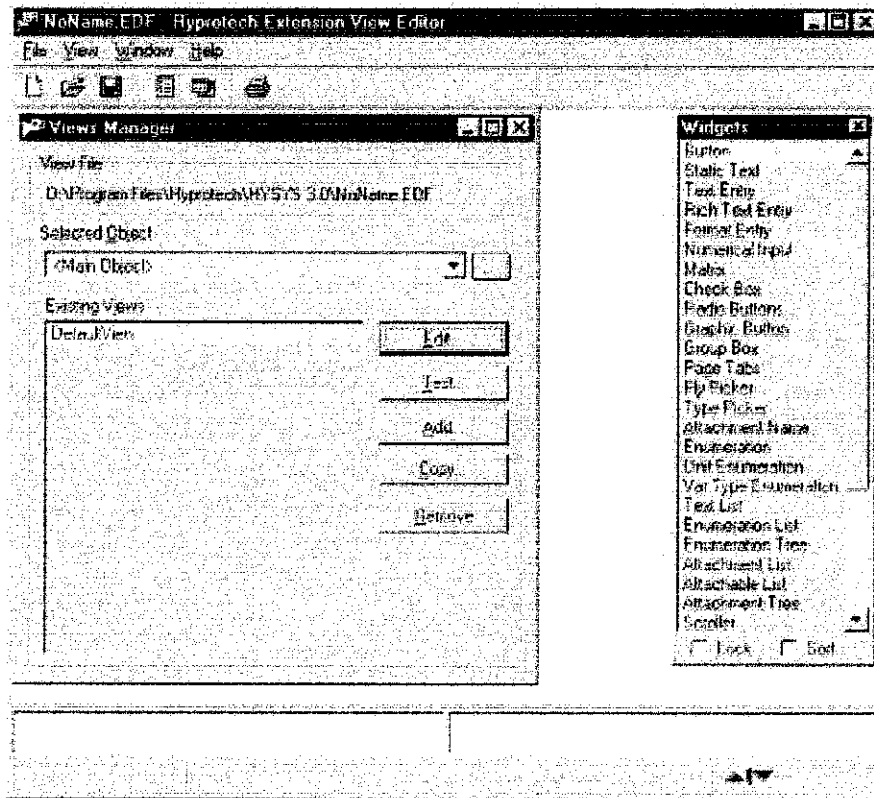 NoName.EDF - Hyprotech Extension View Editor
File View Window Help
Views Manager
View File
D:\Program Files\Hyprotech\HYSYS 3.0\NoName.EDF
Selected Object
<Main Object>
...
Existing Views
DefaultView
Edit
Test
Add
Copy
Remove
Widgets
Button
Static Text
Text Entry
Rich Text Entry
Format Entry
Numerical Input
Matrix
Check Box
Radio Buttons
Graphic Button
Group Box
Page Tabs
Fly Picker
Type Picker
Attachment Name
Enumeration
Unit Enumeration
Var Type Enumeration
Text List
Enumeration List
Enumeration Tree
Attachment List
Attachable List
Attachment Tree
Scroller
Lock Sort